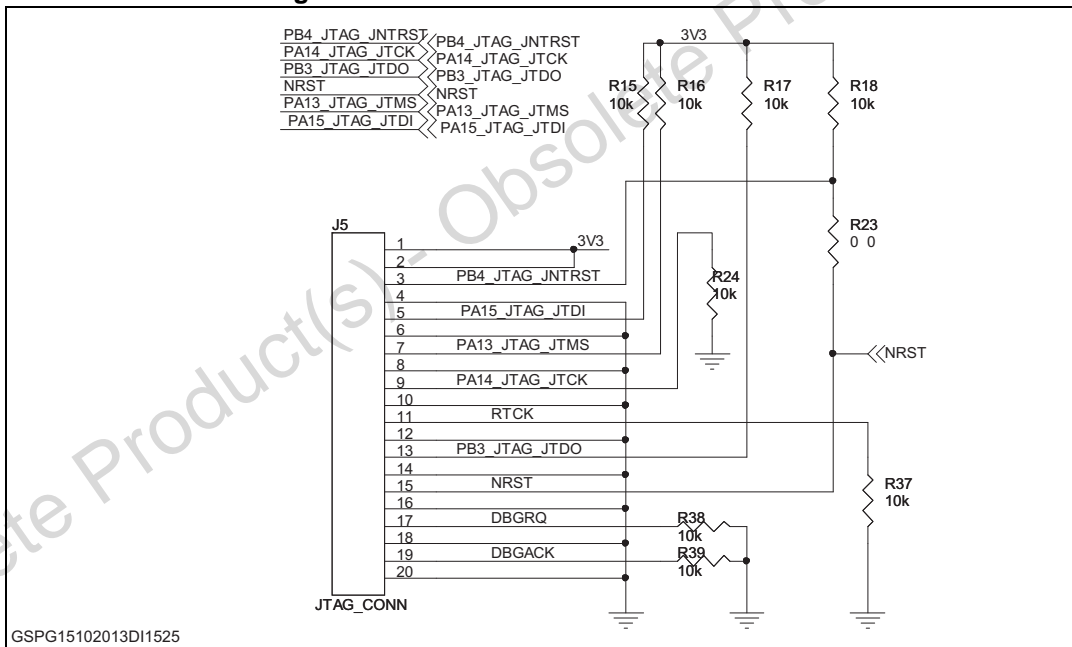 PB4_JTAG_JNTRST PB4_JTAG_JNTRST
PA14_JTAG_JTCK PA14_JTAG_JTCK
PB3_JTAG_JTDO PB3_JTAG_JTDO
NRST NRST
PA13_JTAG_JTMS PA13_JTAG_JTMS
PA15_JTAG_JTDI PA15_JTAG_JTDI
3V3
R15 R16 R17 R18
10k 10k 10k 10k
R23
0 0
J5
1
3V3
2
3 PB4_JTAG_JNTRST
R24
10k
4
5 PA15_JTAG_JTDI
6
7 PA13_JTAG_JTMS
NRST
8
9 PA14_JTAG_JTCK
10
11 RTCK
12
13 PB3_JTAG_JTDO
14
15 NRST
R37
10k
16
17 DBGRQ R38
10k
18
19 DBGACK R39
10k
20
JTAG_CONN
GSPG15102013DI1525
Product(s) - Obsolete